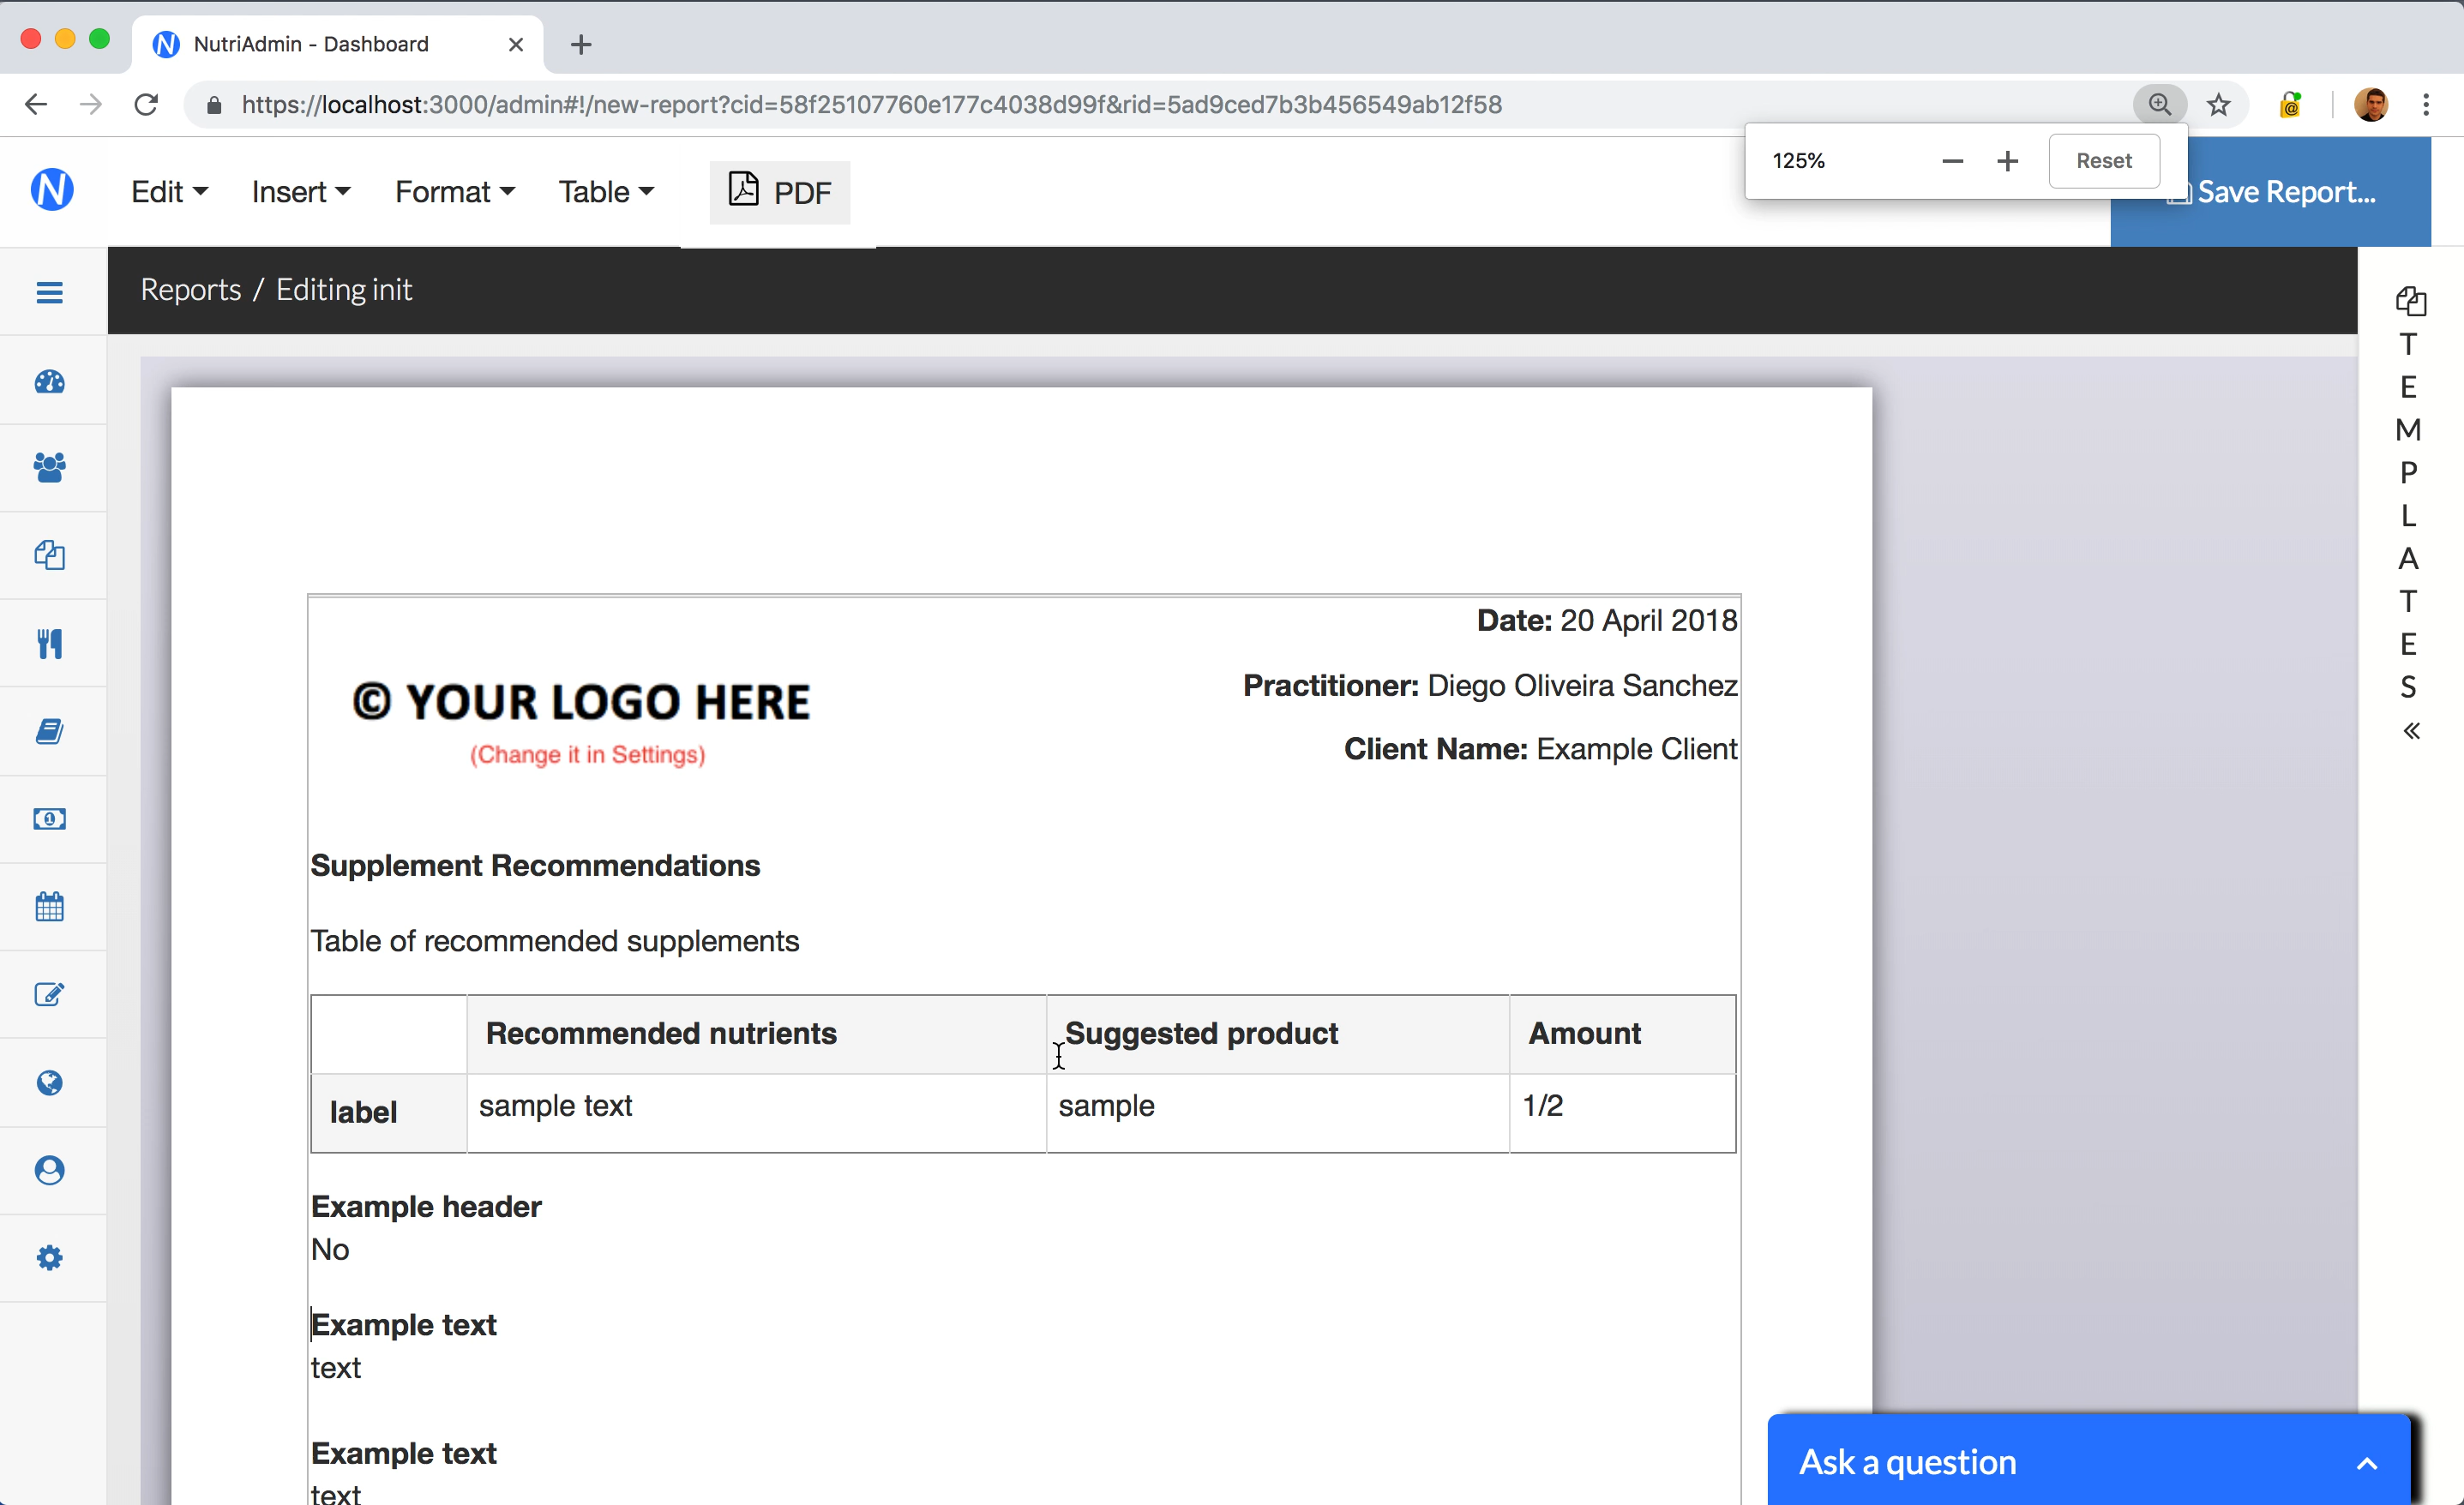 NutriAdmin - Dashboard
https://localhost:3000/admin#!/new-report?cid=58f25107760e177c4038d99f&rid=5ad9ced7b3b456549ab12f58
125% Reset
Edit Insert Format Table PDF Save Report...
Reports / Editing init
TEMPLATES
Date: 20 April 2018
Practitioner: Diego Oliveira Sanchez
© YOUR LOGO HERE
(Change it in Settings)
Client Name: Example Client
Supplement Recommendations
Table of recommended supplements
Recommended nutrients Suggested product Amount
label sample text sample 1/2
Example header
No
Example text
text
Example text
text
Ask a question